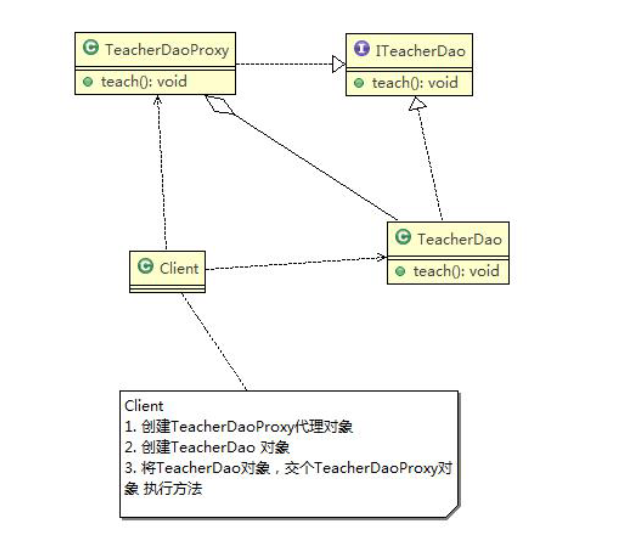 TeacherDaoProxy
teach(): void
ITeacherDao
teach(): void
TeacherDao
teach(): void
Client
Client
1. 创建TeacherDaoProxy代理对象
2. 创建TeacherDao 对象
3. 将TeacherDao对象，交个TeacherDaoProxy对
象 执行方法